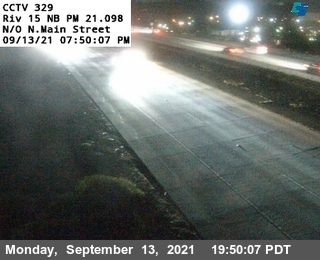 CCTV 329
Riv 15 NB PM 21.098
N/O N.Main Street
09/13/21 07:50:07 PM
Monday, September 13, 2021 19:50:07 PDT